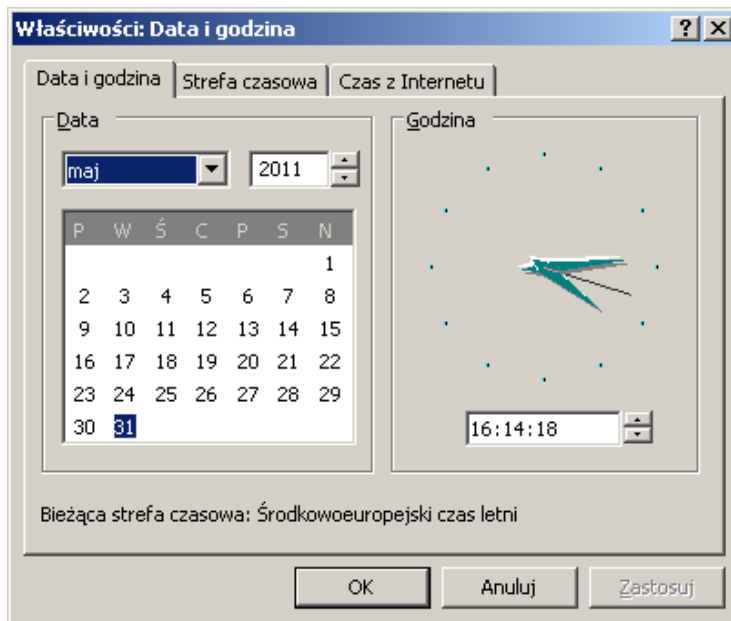 Właściwości: Data i godzina
Data i godzina Strefa czasowa Czas z Internetu
Data
maj 2011
P W Ś C P S N
1
2 3 4 5 6 7 8
9 10 11 12 13 14 15
16 17 18 19 20 21 22
23 24 25 26 27 28 29
30 31
Godzina
16:14:18
Bieżąca strefa czasowa: Środkowoeuropejski czas letni
OK Anuluj Zastosuj